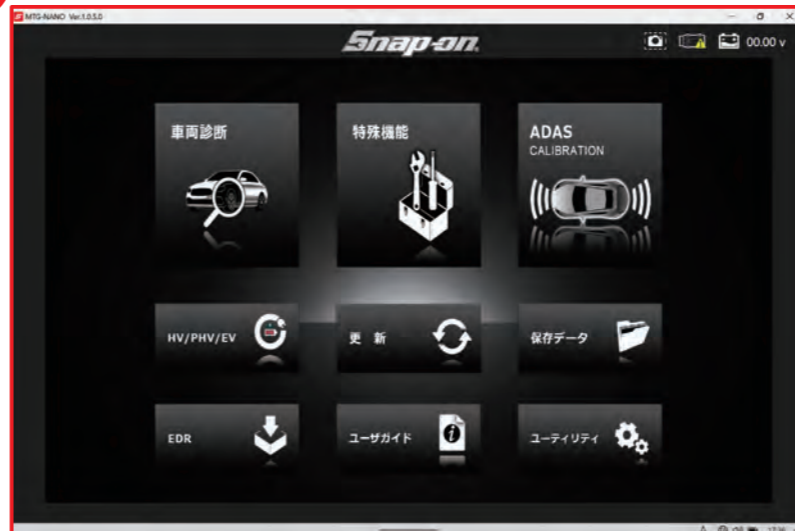 MTG-NANO Ver.1.0.5.0
Snap-on
00.00 v
車両診断
特殊機能
ADAS
CALIBRATION
HV/PHV/EV
更 新
保存データ
EDR
ユーザガイド
ユーティリティ